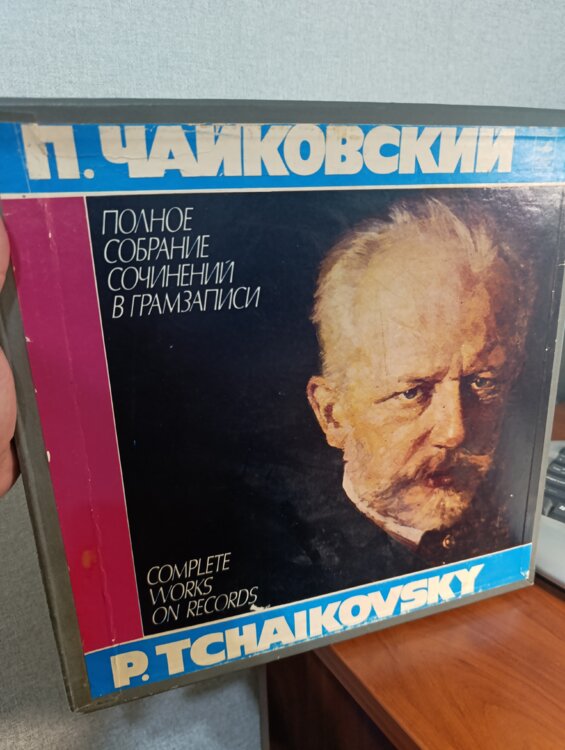 П. ЧАЙКОВСКИЙ
ПОЛНОЕ
СОБРАНИЕ
СОЧИНЕНИЙ
В ГРАМЗАПИСИ
COMPLETE
WORKS
ON RECORDS
P. TCHAIKOVSKY